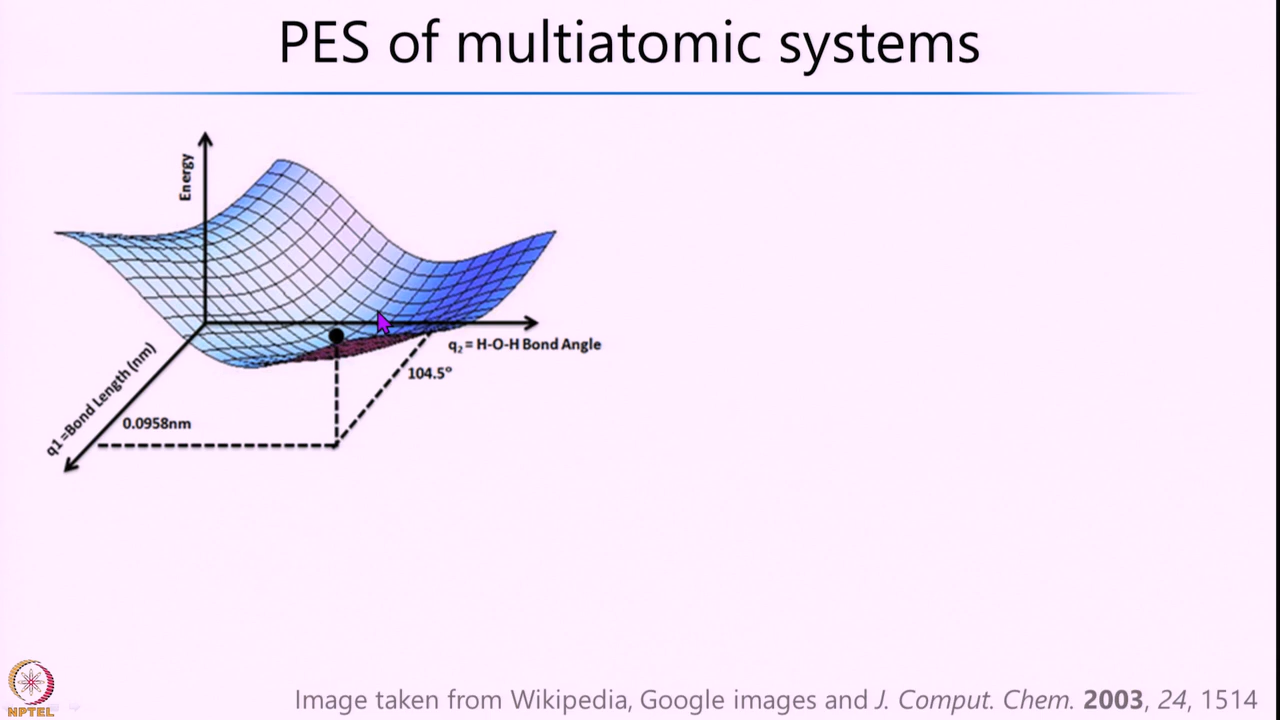 PES of multiatomic systems
Energy
q₂ = H-O-H Bond Angle
104.5°
q1 =Bond Length (nm)
0.0958nm
Image taken from Wikipedia, Google images and J. Comput. Chem. 2003, 24, 1514
NPTEL